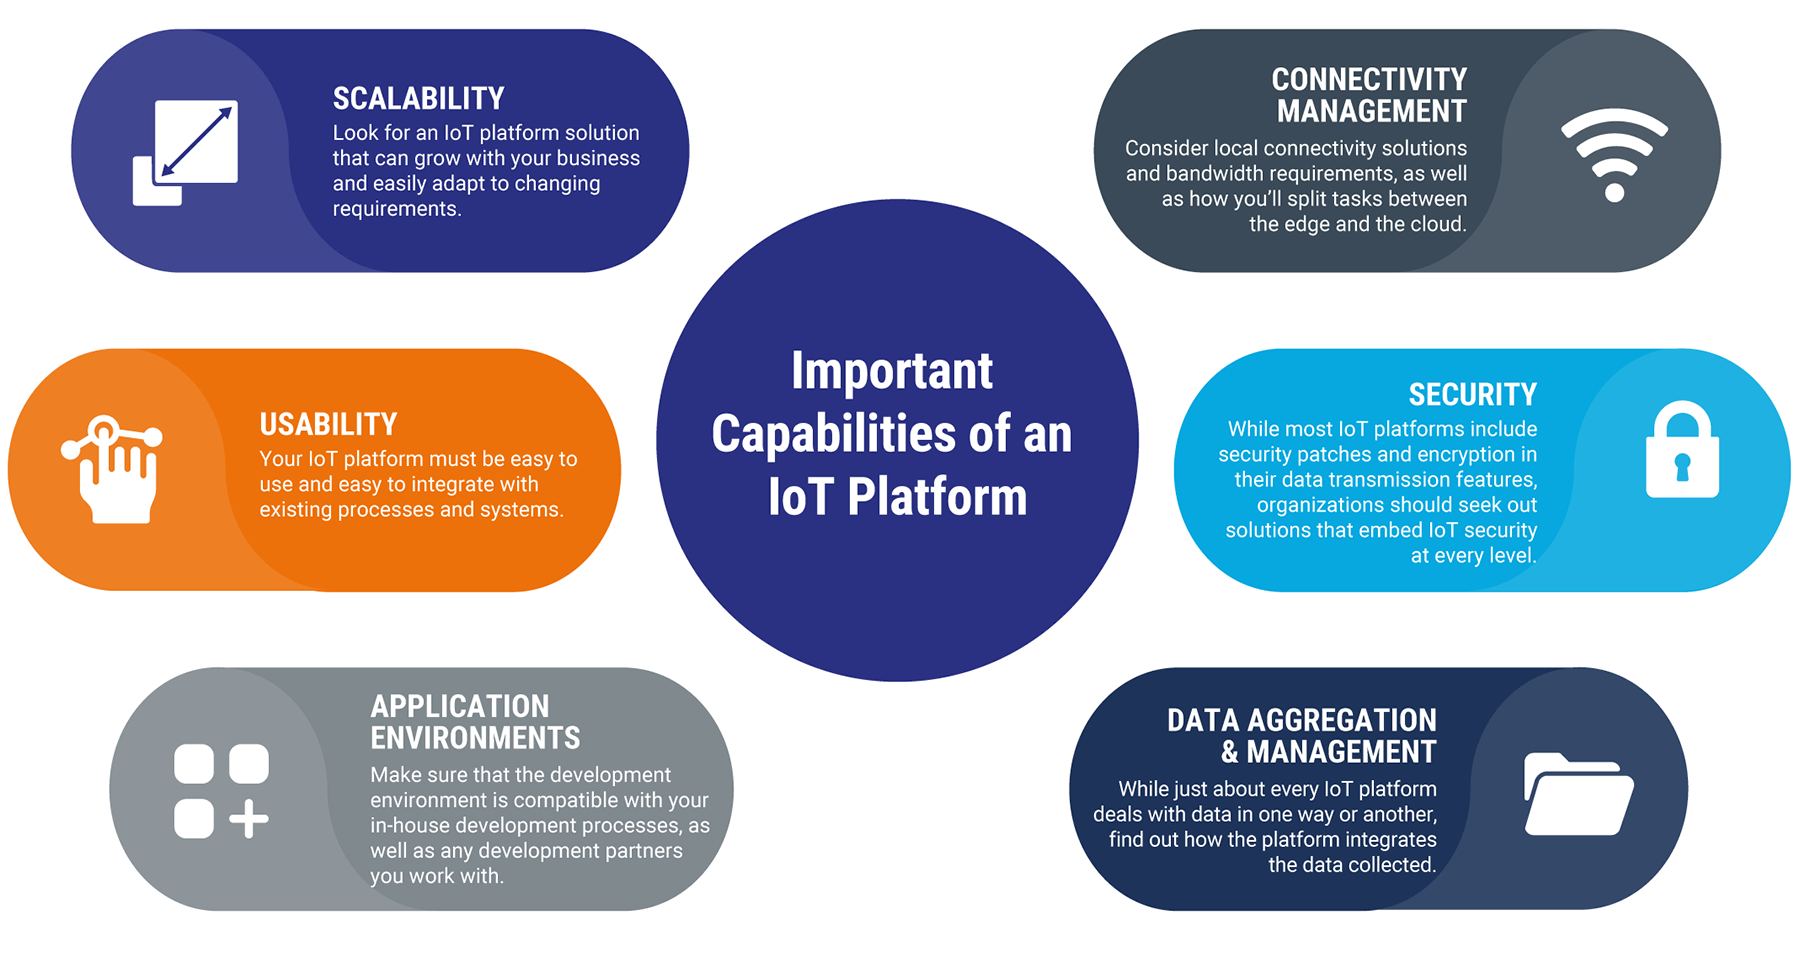 SCALABILITY
Look for an IoT platform solution
that can grow with your business
and easily adapt to changing
requirements.
USABILITY
Your IoT platform must be easy to
use and easy to integrate with
existing processes and systems.
APPLICATION
ENVIRONMENTS
Make sure that the development
environment is compatible with your
in-house development processes, as
well as any development partners
you work with.
Important
Capabilities of an
IoT Platform
CONNECTIVITY
MANAGEMENT
Consider local connectivity solutions
and bandwidth requirements, as well
as how you’ll split tasks between
the edge and the cloud.
SECURITY
While most IoT platforms include
security patches and encryption in
their data transmission features,
organizations should seek out
solutions that embed IoT security
at every level.
DATA AGGREGATION
& MANAGEMENT
While just about every IoT platform
deals with data in one way or another,
find out how the platform integrates
the data collected.